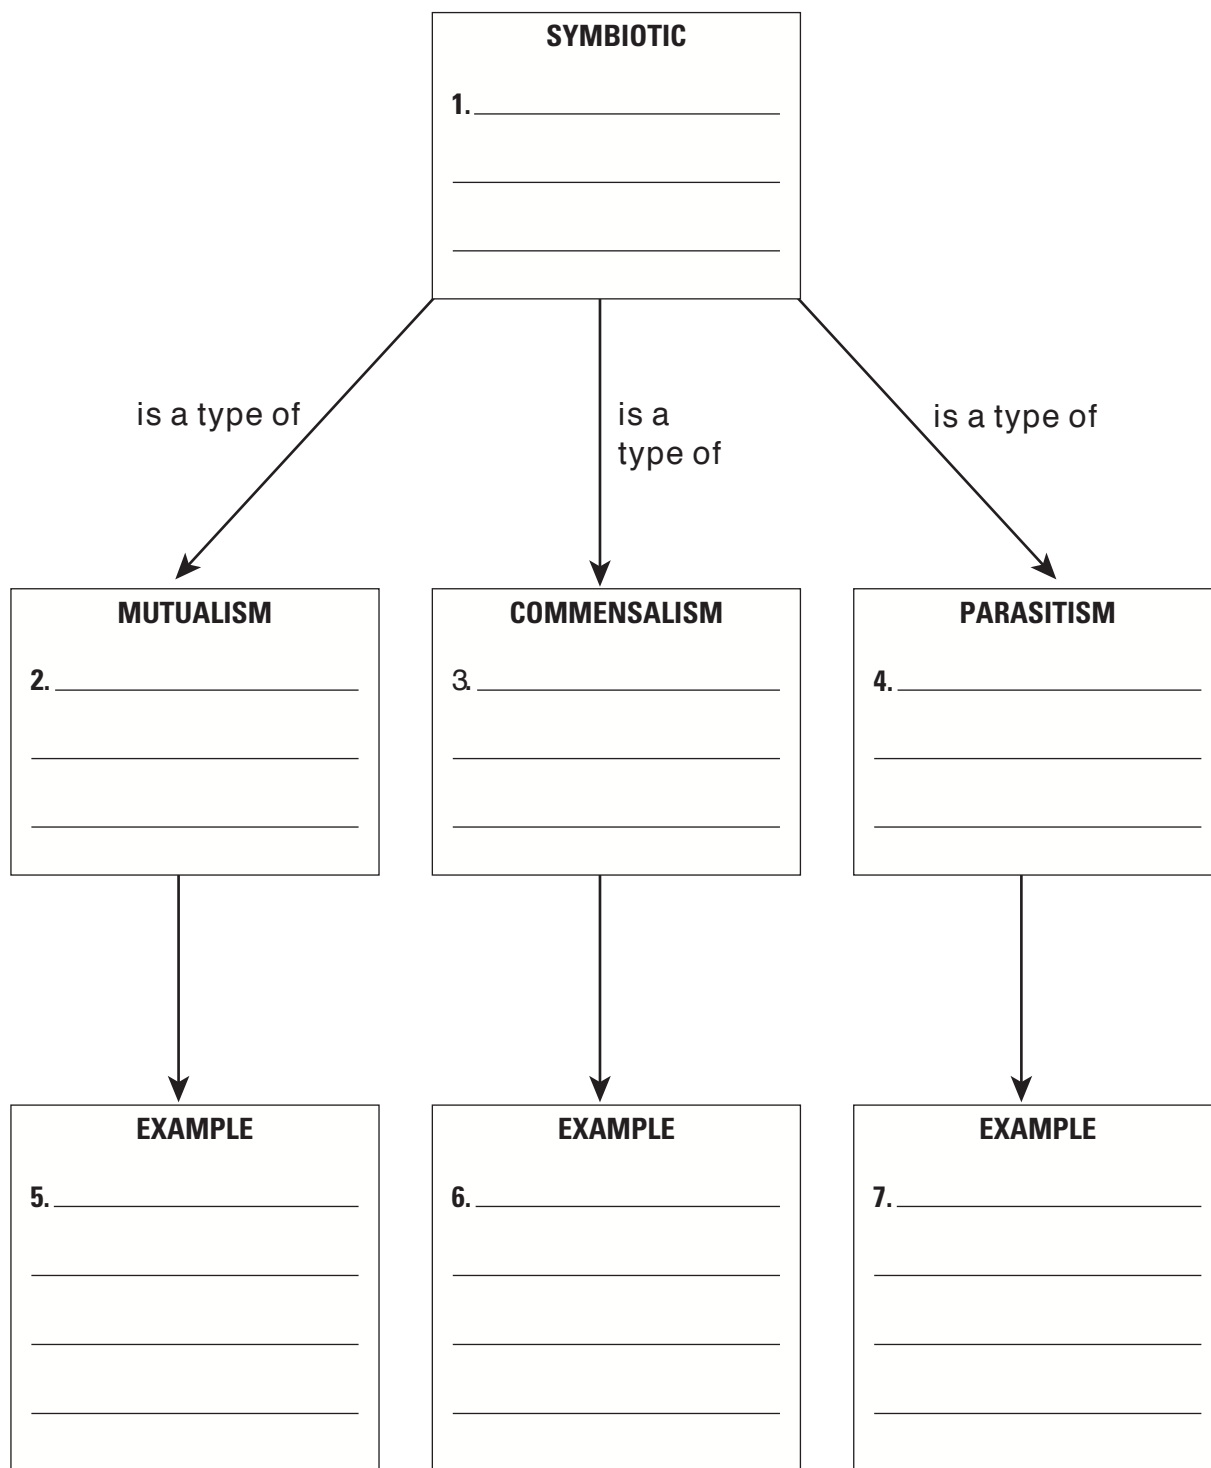 SYMBIOTIC
1.
is a type of
is a
type of
is a type of
MUTUALISM
2.
COMMENSALISM
3.
PARASITISM
4.
EXAMPLE
5.
EXAMPLE
6.
EXAMPLE
7.